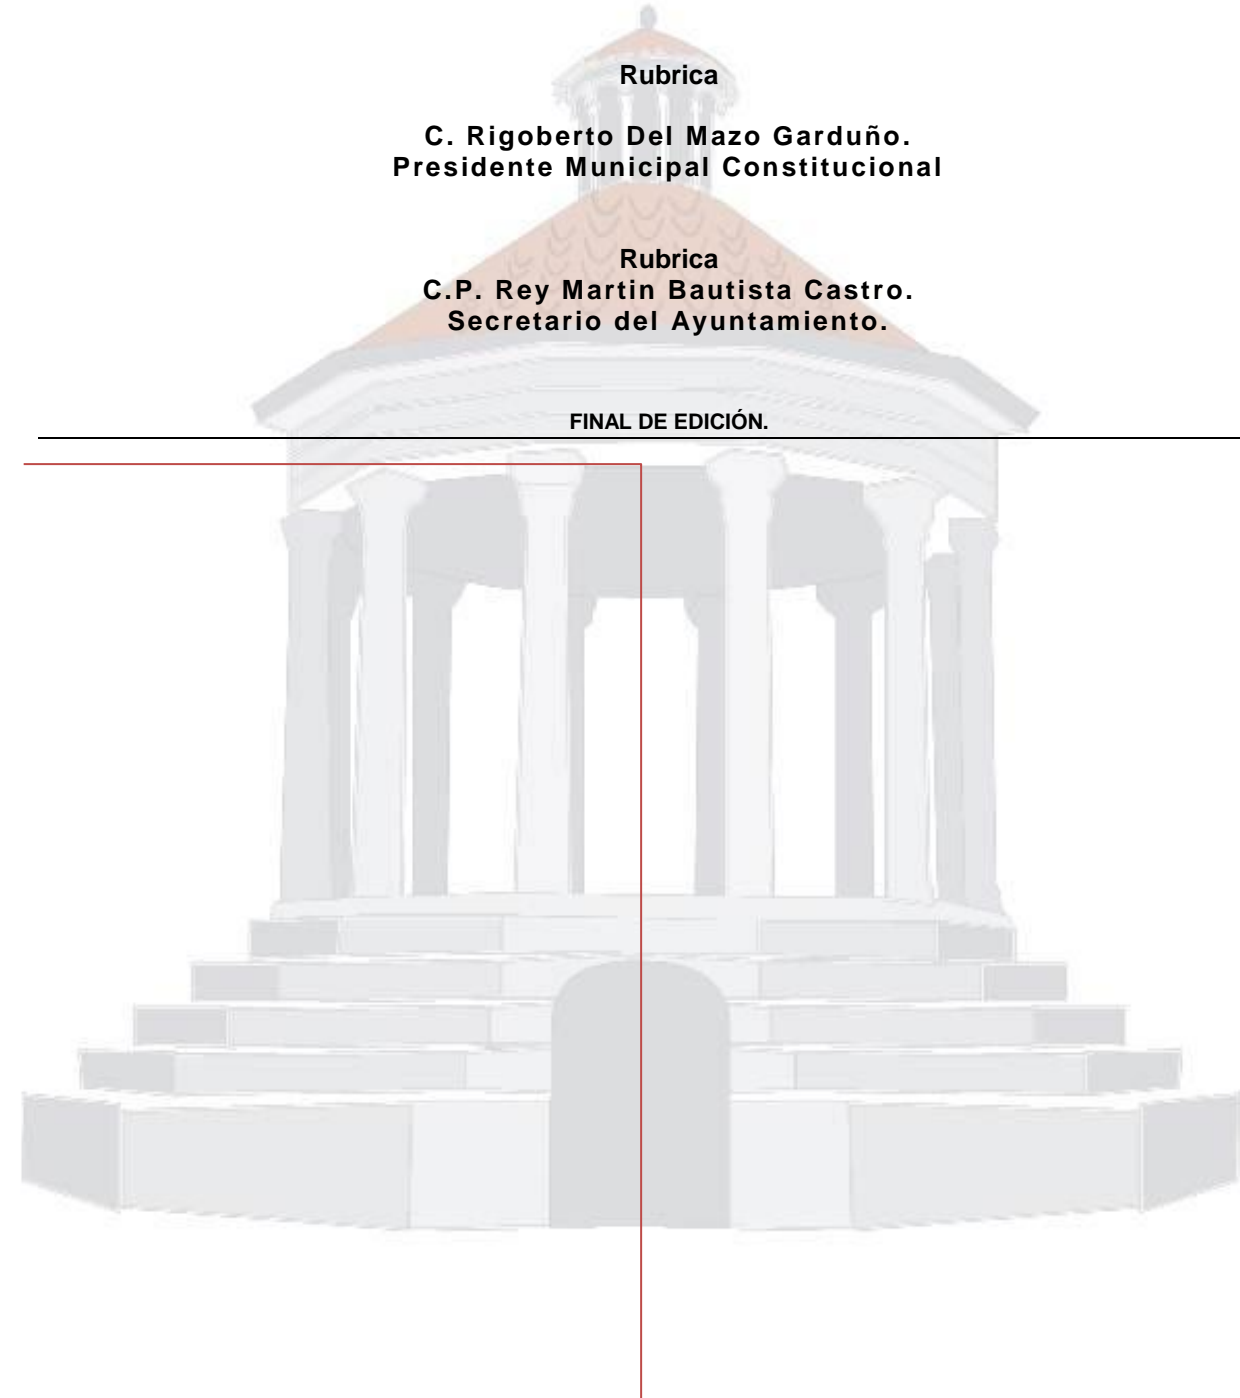 Rubrica
C. Rigoberto Del Mazo Garduño.
Presidente Municipal Constitucional
Rubrica
C.P. Rey Martin Bautista Castro.
Secretario del Ayuntamiento.
FINAL DE EDICIÓN.